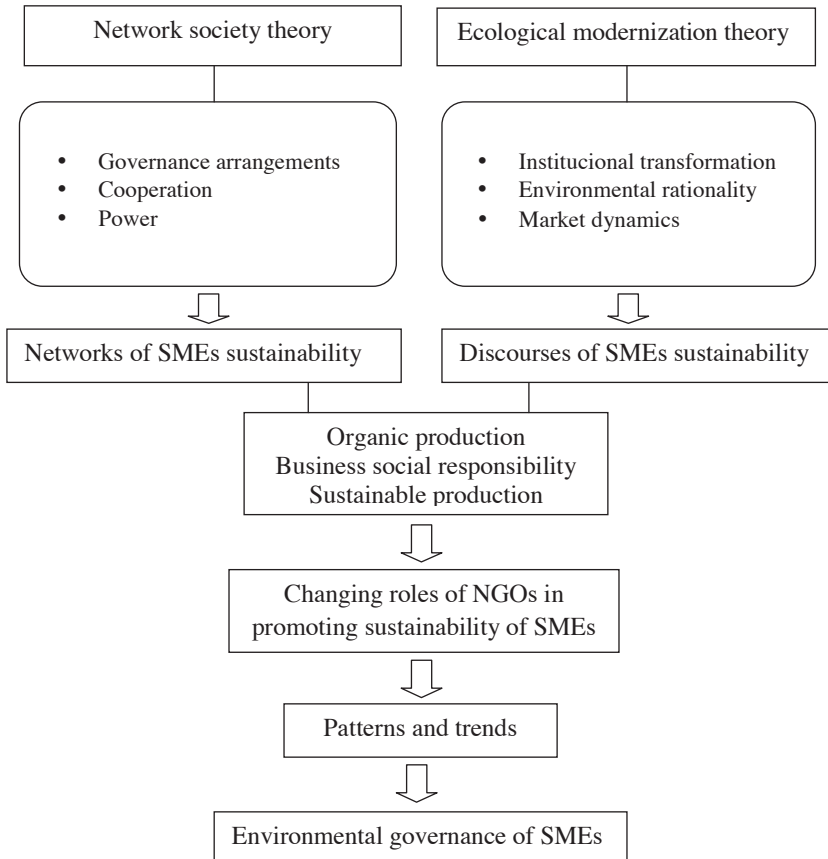 Network society theory
Ecological modernization theory
• Governance arrangements
• Cooperation
• Power
• Institucional transformation
• Environmental rationality
• Market dynamics
Networks of SMEs sustainability
Discourses of SMEs sustainability
Organic production
Business social responsibility
Sustainable production
Changing roles of NGOs in
promoting sustainability of SMEs
Patterns and trends
Environmental governance of SMEs